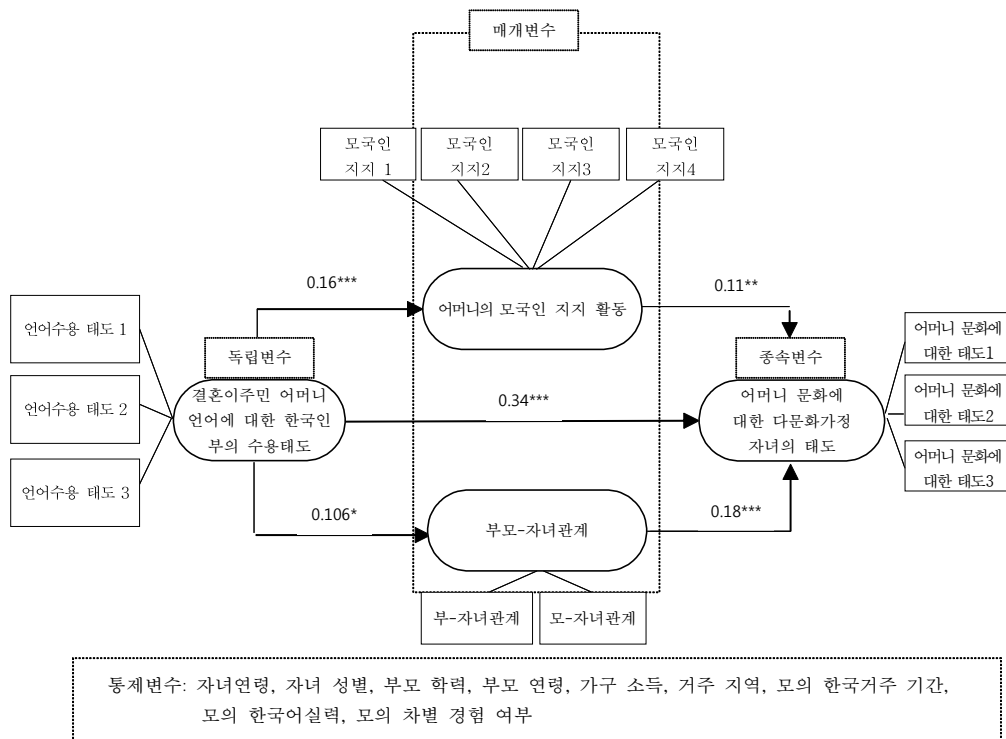 매개변수
모국인
지지 1
모국인
지지2
모국인
지지3
모국인
지지4
0.16***
어머니의 모국인 지지 활동
0.11**
언어수용 태도 1
언어수용 태도 2
언어수용 태도 3
독립변수
결혼이주민 어머니
언어에 대한 한국인
부의 수용태도
0.34***
종속변수
어머니 문화에
대한 다문화가정
자녀의 태도
어머니 문화에
대한 태도1
어머니 문화에
대한 태도2
어머니 문화에
대한 태도3
0.106*
부모-자녀관계
0.18***
부-자녀관계
모-자녀관계
통제변수: 자녀연령, 자녀 성별, 부모 학력, 부모 연령, 가구 소득, 거주 지역, 모의 한국거주 기간,
모의 한국어실력, 모의 차별 경험 여부